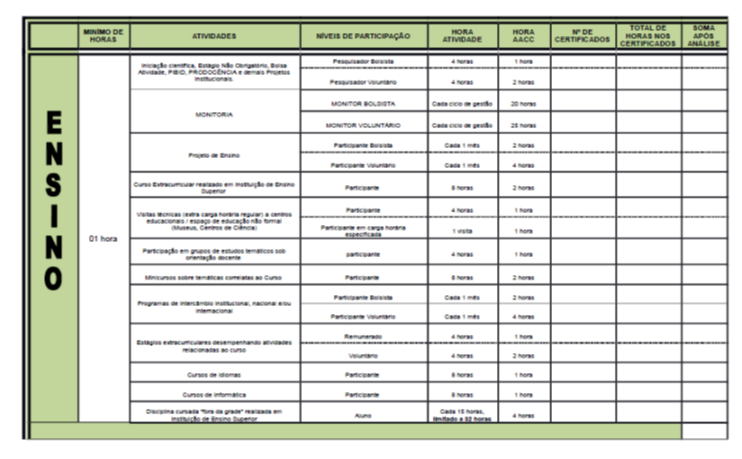 MINÍMO DE HORAS
ATIVIDADES
NÍVEIS DE PARTICIPAÇÃO
HORA ATIVIDADE
HORA AACC
Nº DE CERTIFICADOS
TOTAL DE HORAS NOS CERTIFICADOS
SOMA APÓS ANÁLISE
ENSINO
01 hora
Iniciação científica, Estágio Não Obrigatório, Bolsa
Atividade, PIBID, PRODOCÊNCIA e demais Projetos
Institucionais.
Pesquisador Bolsista 4 horas 1 hora
Pesquisador Voluntário 4 horas 2 horas
MONITORIA
MONITOR BOLSISTA Cada ciclo de gestão 20 horas
MONITOR VOLUNTÁRIO Cada ciclo de gestão 25 horas
Projeto de Ensino
Participante Bolsista Cada 1 mês 2 horas
Participante Voluntário Cada 1 mês 4 horas
Curso Extracurricular realizado em Instituição de Ensino
Superior
Participante 8 horas 2 horas
Visitas técnicas (extra carga horária regular) a centros
educacionais / espaço de educação não formal
(Museus, Centros de Ciência)
Participante 4 horas 1 hora
Participante em carga horária
especificada
1 visita 1 hora
Participação em grupos de estudos temáticos sob
orientação docente
participante 4 horas 1 hora
Minicursos sobre temáticas correlatas ao Curso Participante 8 horas 2 horas
Programas de intercâmbio institucional, nacional e/ou
internacional
Participante Bolsista Cada 1 mês 2 horas
Participante Voluntário Cada 1 mês 4 horas
Estágios extracurriculares desempenhando atividades
relacionadas ao curso
Remunerado 4 horas 1 hora
Voluntário 4 horas 2 horas
Cursos de Idiomas Participante 8 horas 1 hora
Cursos de Informática Participante 8 horas 1 hora
Disciplina cursada "fora da grade" realizada em
Instituição de Ensino Superior
Aluno
Cada 15 horas,
limitado a 02 horas
4 horas